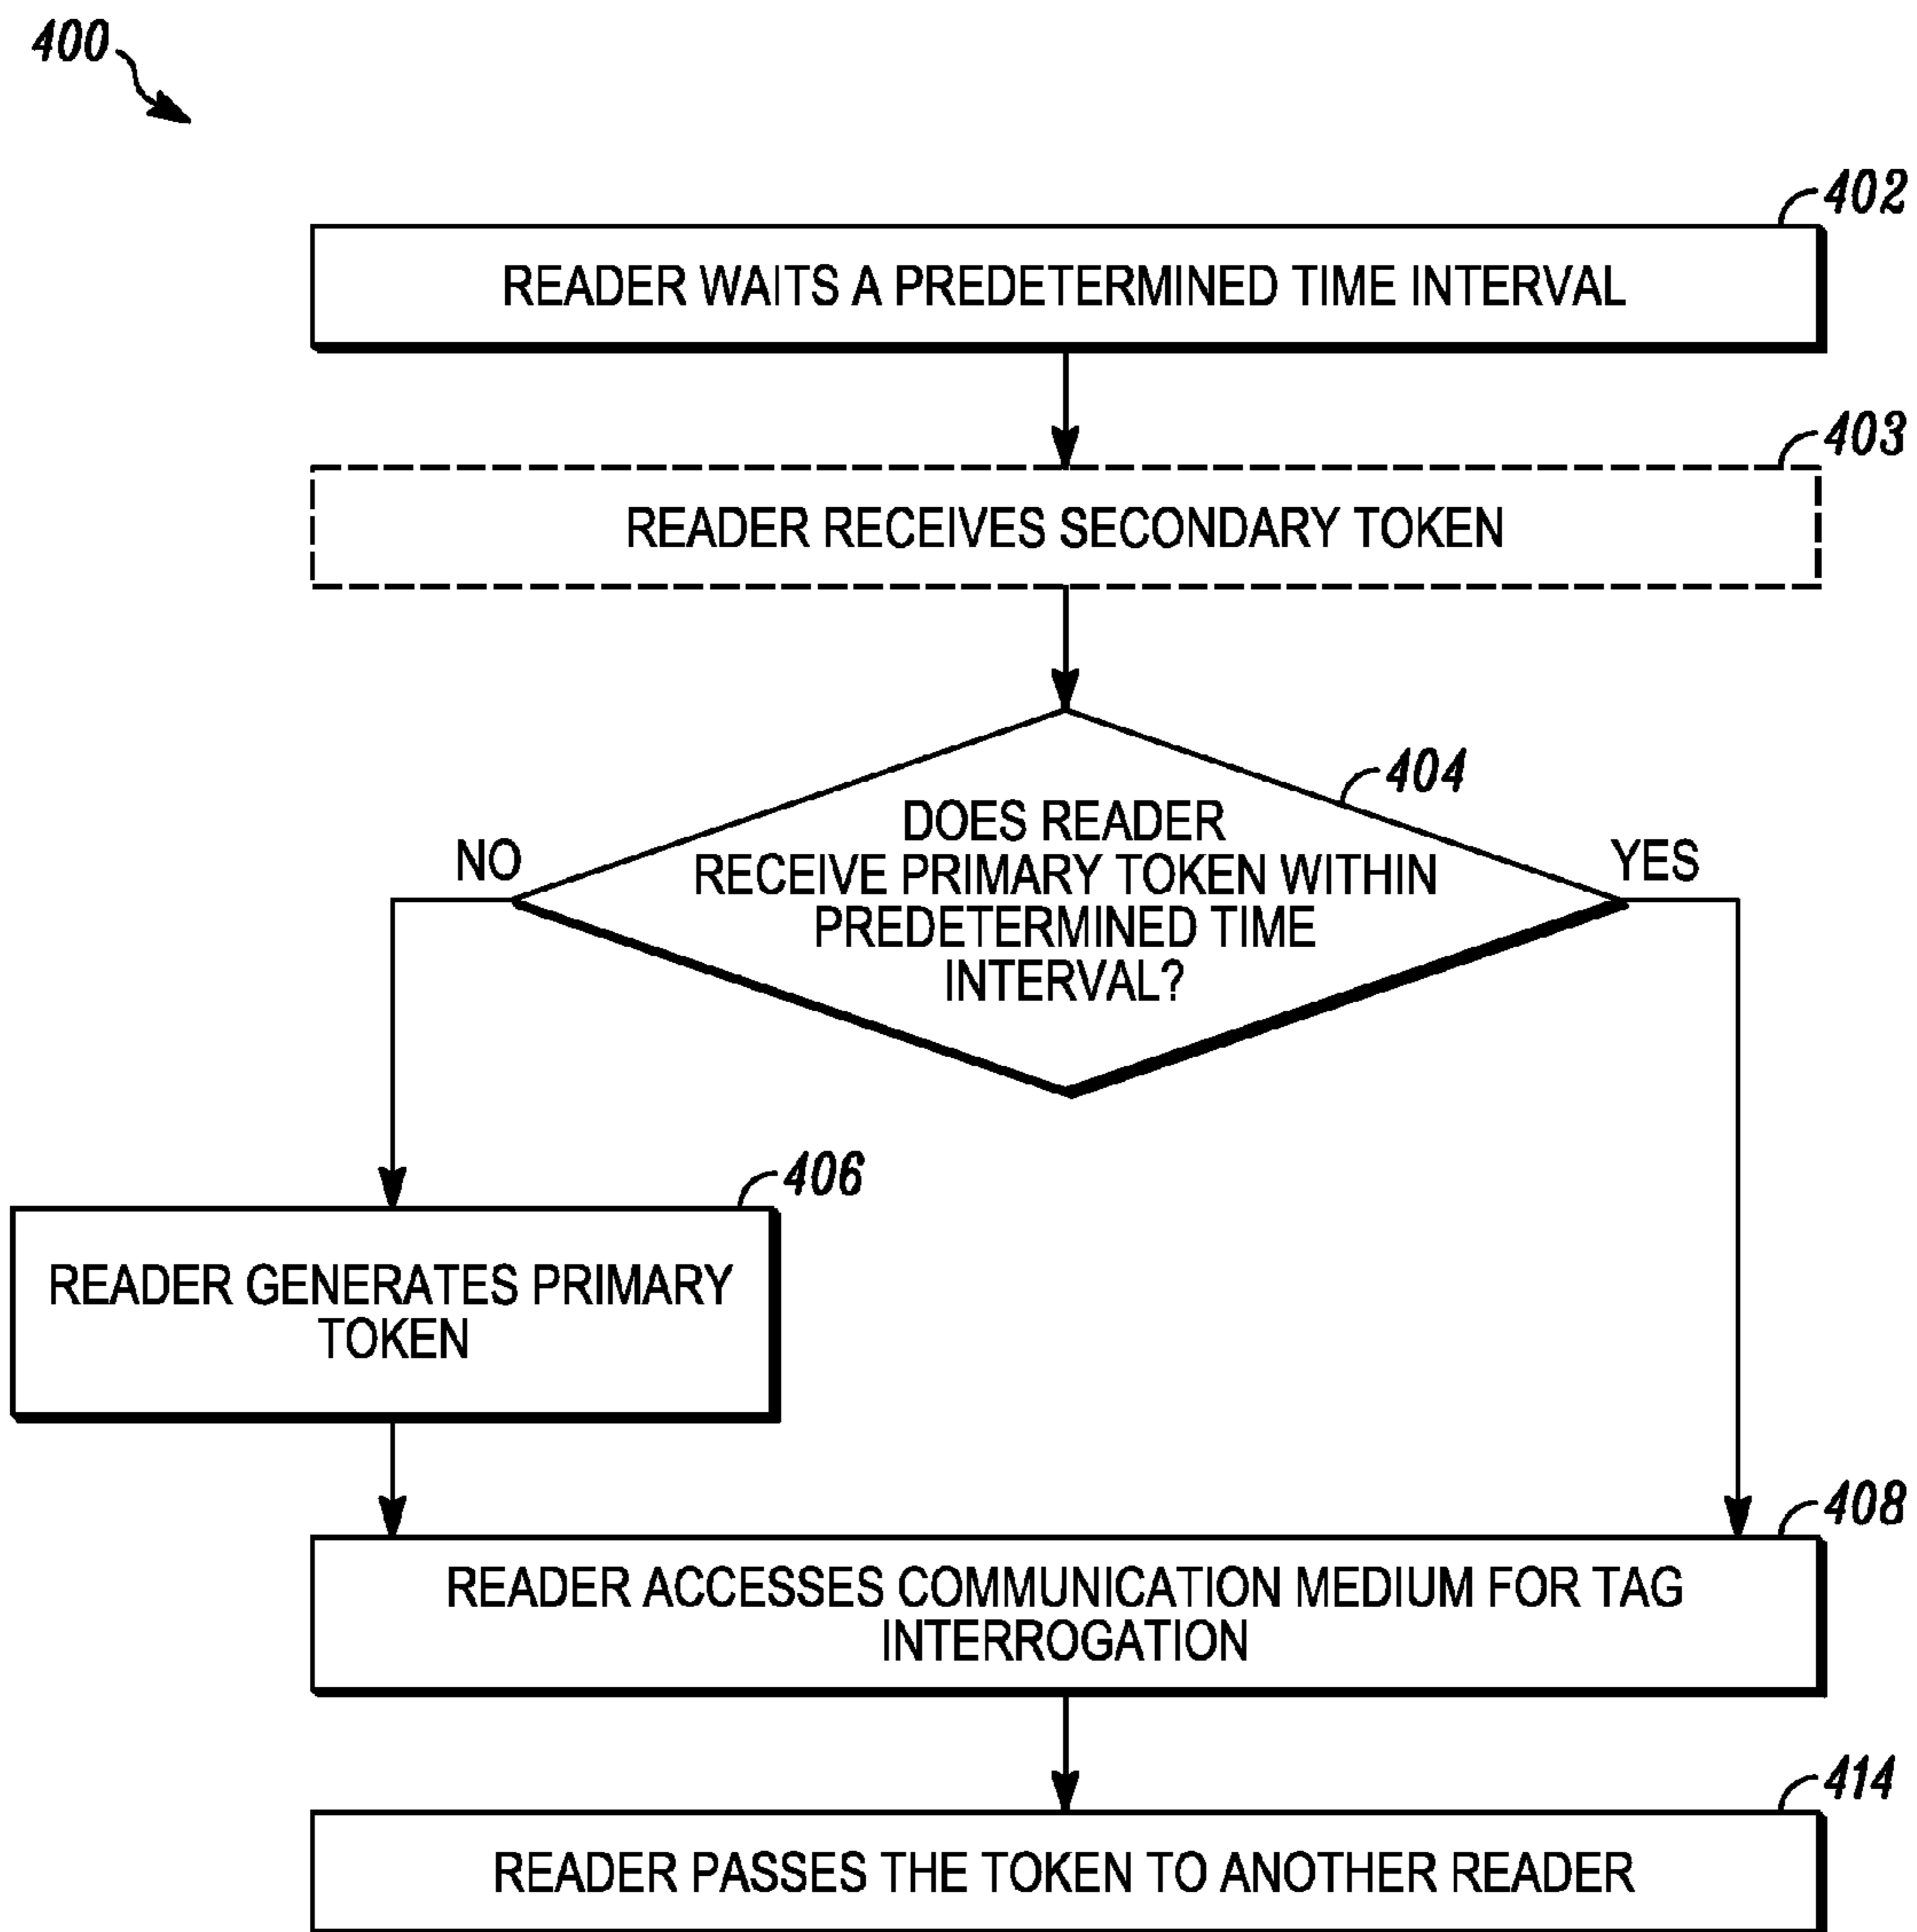 400
402
READER WAITS A PREDETERMINED TIME INTERVAL
403
READER RECEIVES SECONDARY TOKEN
404
DOES READER
RECEIVE PRIMARY TOKEN WITHIN
PREDETERMINED TIME
INTERVAL?
NO
YES
406
READER GENERATES PRIMARY
TOKEN
408
READER ACCESSES COMMUNICATION MEDIUM FOR TAG
INTERROGATION
414
READER PASSES THE TOKEN TO ANOTHER READER